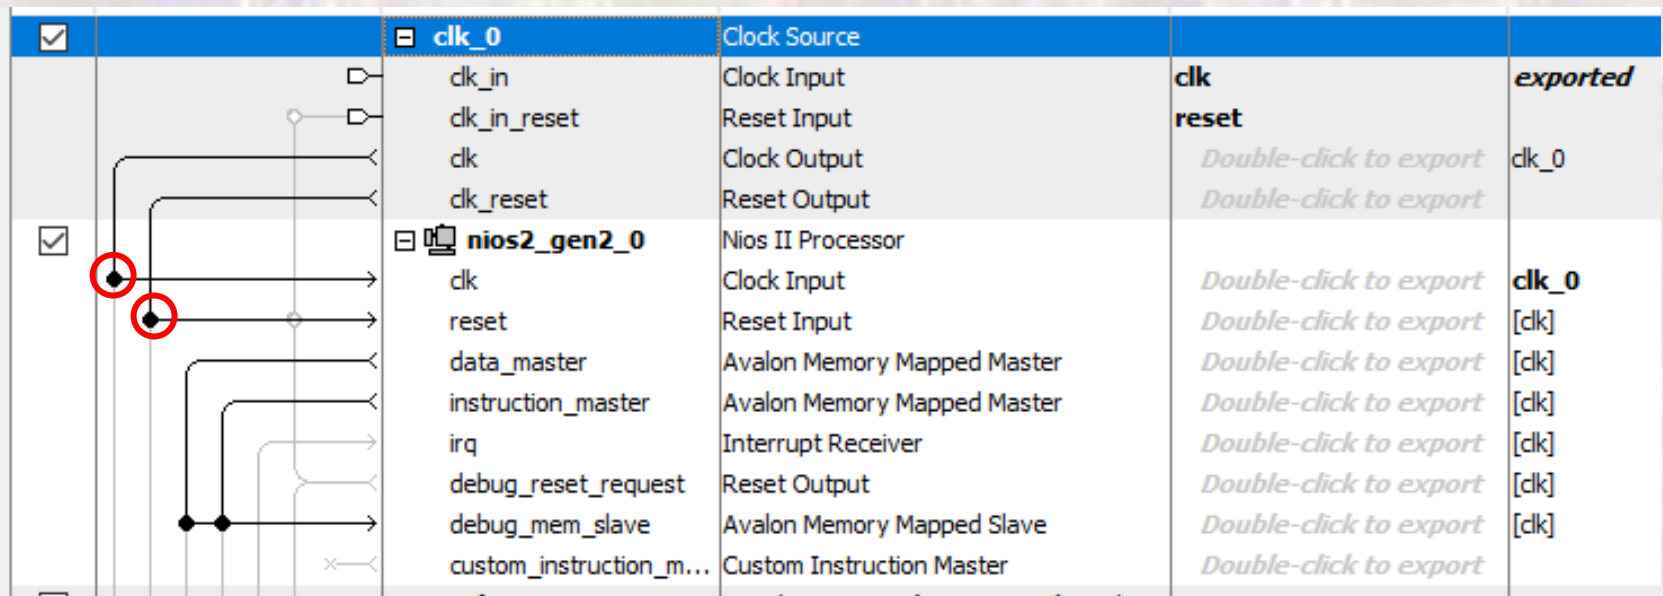 clk_0 Clock Source
clk_in Clock Input clk exported
clk_in_reset Reset Input reset
clk Clock Output Double-click to export clk_0
clk_reset Reset Output Double-click to export
nios2_gen2_0 Nios II Processor
clk Clock Input Double-click to export clk_0
reset Reset Input Double-click to export [clk]
data_master Avalon Memory Mapped Master Double-click to export [clk]
instruction_master Avalon Memory Mapped Master Double-click to export [clk]
irq Interrupt Receiver Double-click to export [clk]
debug_reset_request Reset Output Double-click to export [clk]
debug_mem_slave Avalon Memory Mapped Slave Double-click to export [clk]
custom_instruction_m... Custom Instruction Master Double-click to export